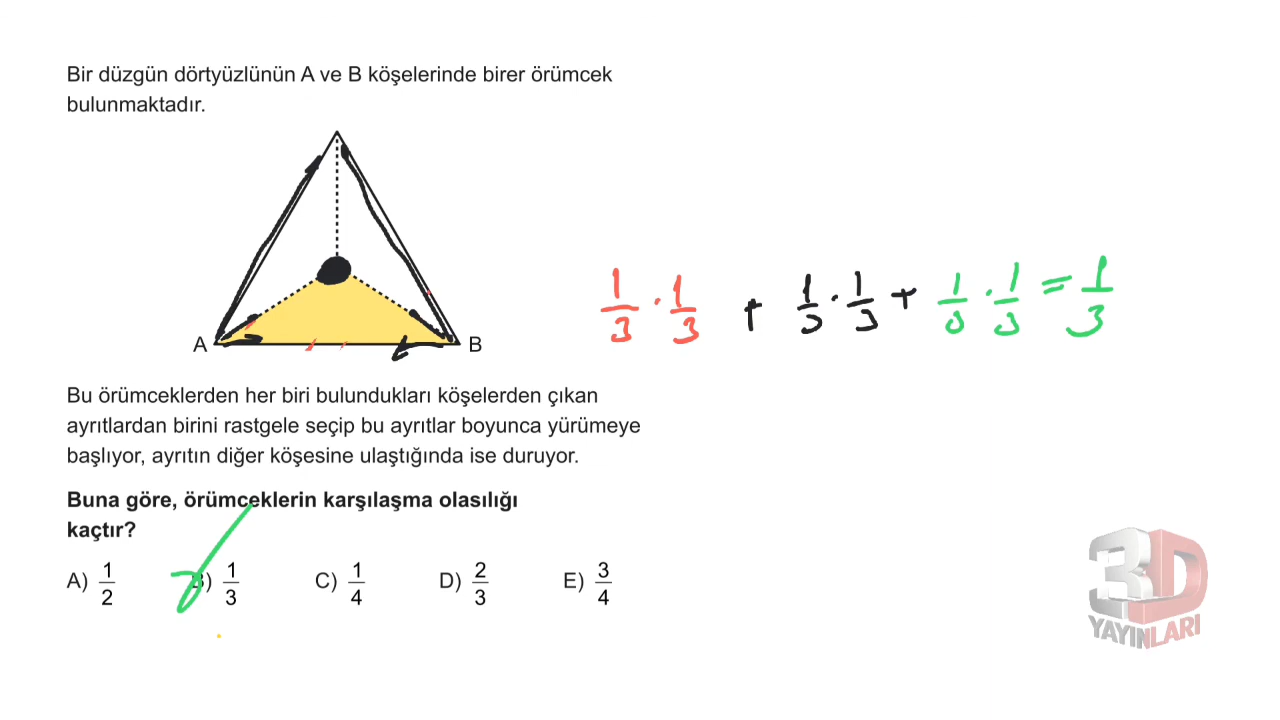 Bir düzgün dörtyüzlünün A ve B köşelerinde birer örümcek
bulunmaktadır.
A
B
1/3 · 1/3 + 1/3 · 1/3 + 1/3 · 1/3 = 1/3
Bu örümceklerden her biri bulundukları köşelerden çıkan
ayrıtlardan birini rastgele seçip bu ayrıtlar boyunca yürümeye
başlıyor, ayrıtın diğer köşesine ulaştığında ise duruyor.
Buna göre, örümceklerin karşılaşma olasılığı
kaçtır?
A) 1/2 B) 1/3 C) 1/4 D) 2/3 E) 3/4
3D
YAYINLARI